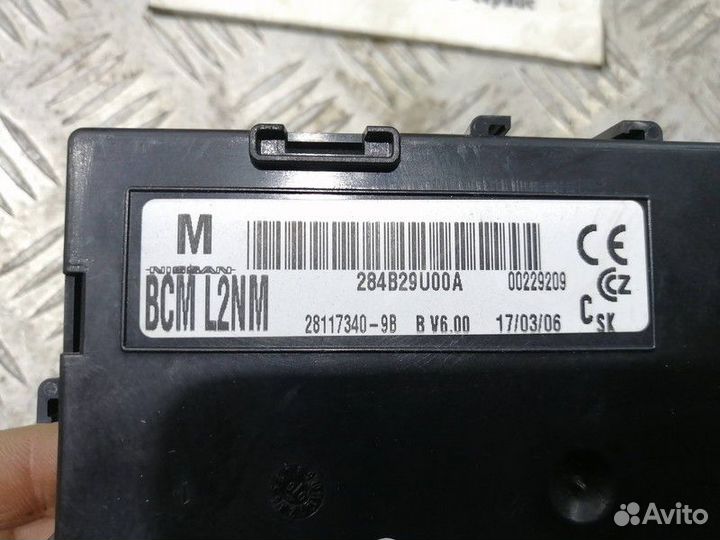 M
NISSAN
BCM L2NM
284B29U00A 00229209
28117340-9B B V6.00 17/03/06
CE
CZ
C SK
Avito